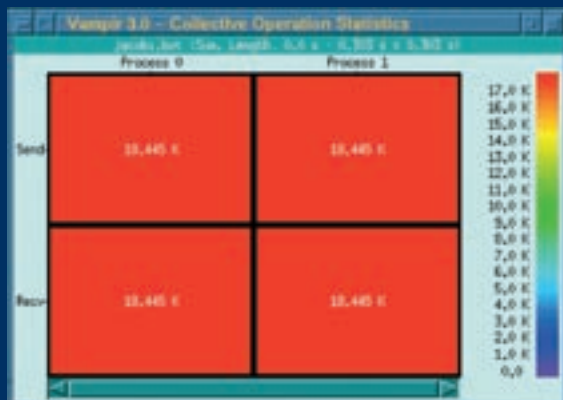 Vampir 3.0 – Collective Operation Statistics
(Sum, Length,
Process 0 Process 1
17,0 K
16,0 K
15,0 K
14,0 K
Send 18,445 K 18,445 K 13,0 K
12,0 K
11,0 K
10,0 K
9,0 K
8,0 K
7,0 K
6,0 K
5,0 K
Recv 18,445 K 18,445 K 4,0 K
3,0 K
2,0 K
1,0 K
0,0